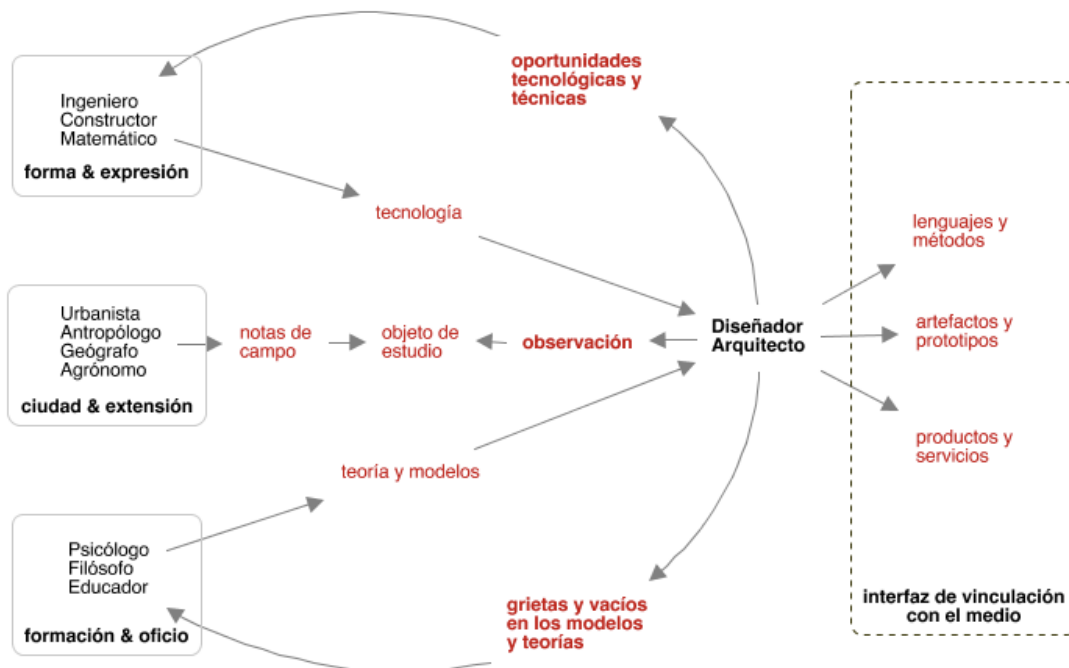 oportunidades
tecnológicas y
técnicas
Ingeniero
Constructor
Matemático
forma & expresión
tecnología
lenguajes y
métodos
Urbanista
Antropólogo
Geógrafo
Agrónomo
ciudad & extensión
notas de
campo
objeto de
estudio
observación
Diseñador
Arquitecto
artefactos y
prototipos
productos y
servicios
teoría y modelos
Psicólogo
Filósofo
Educador
formación & oficio
grietas y vacíos
en los modelos
y teorías
interfaz de vinculación
con el medio